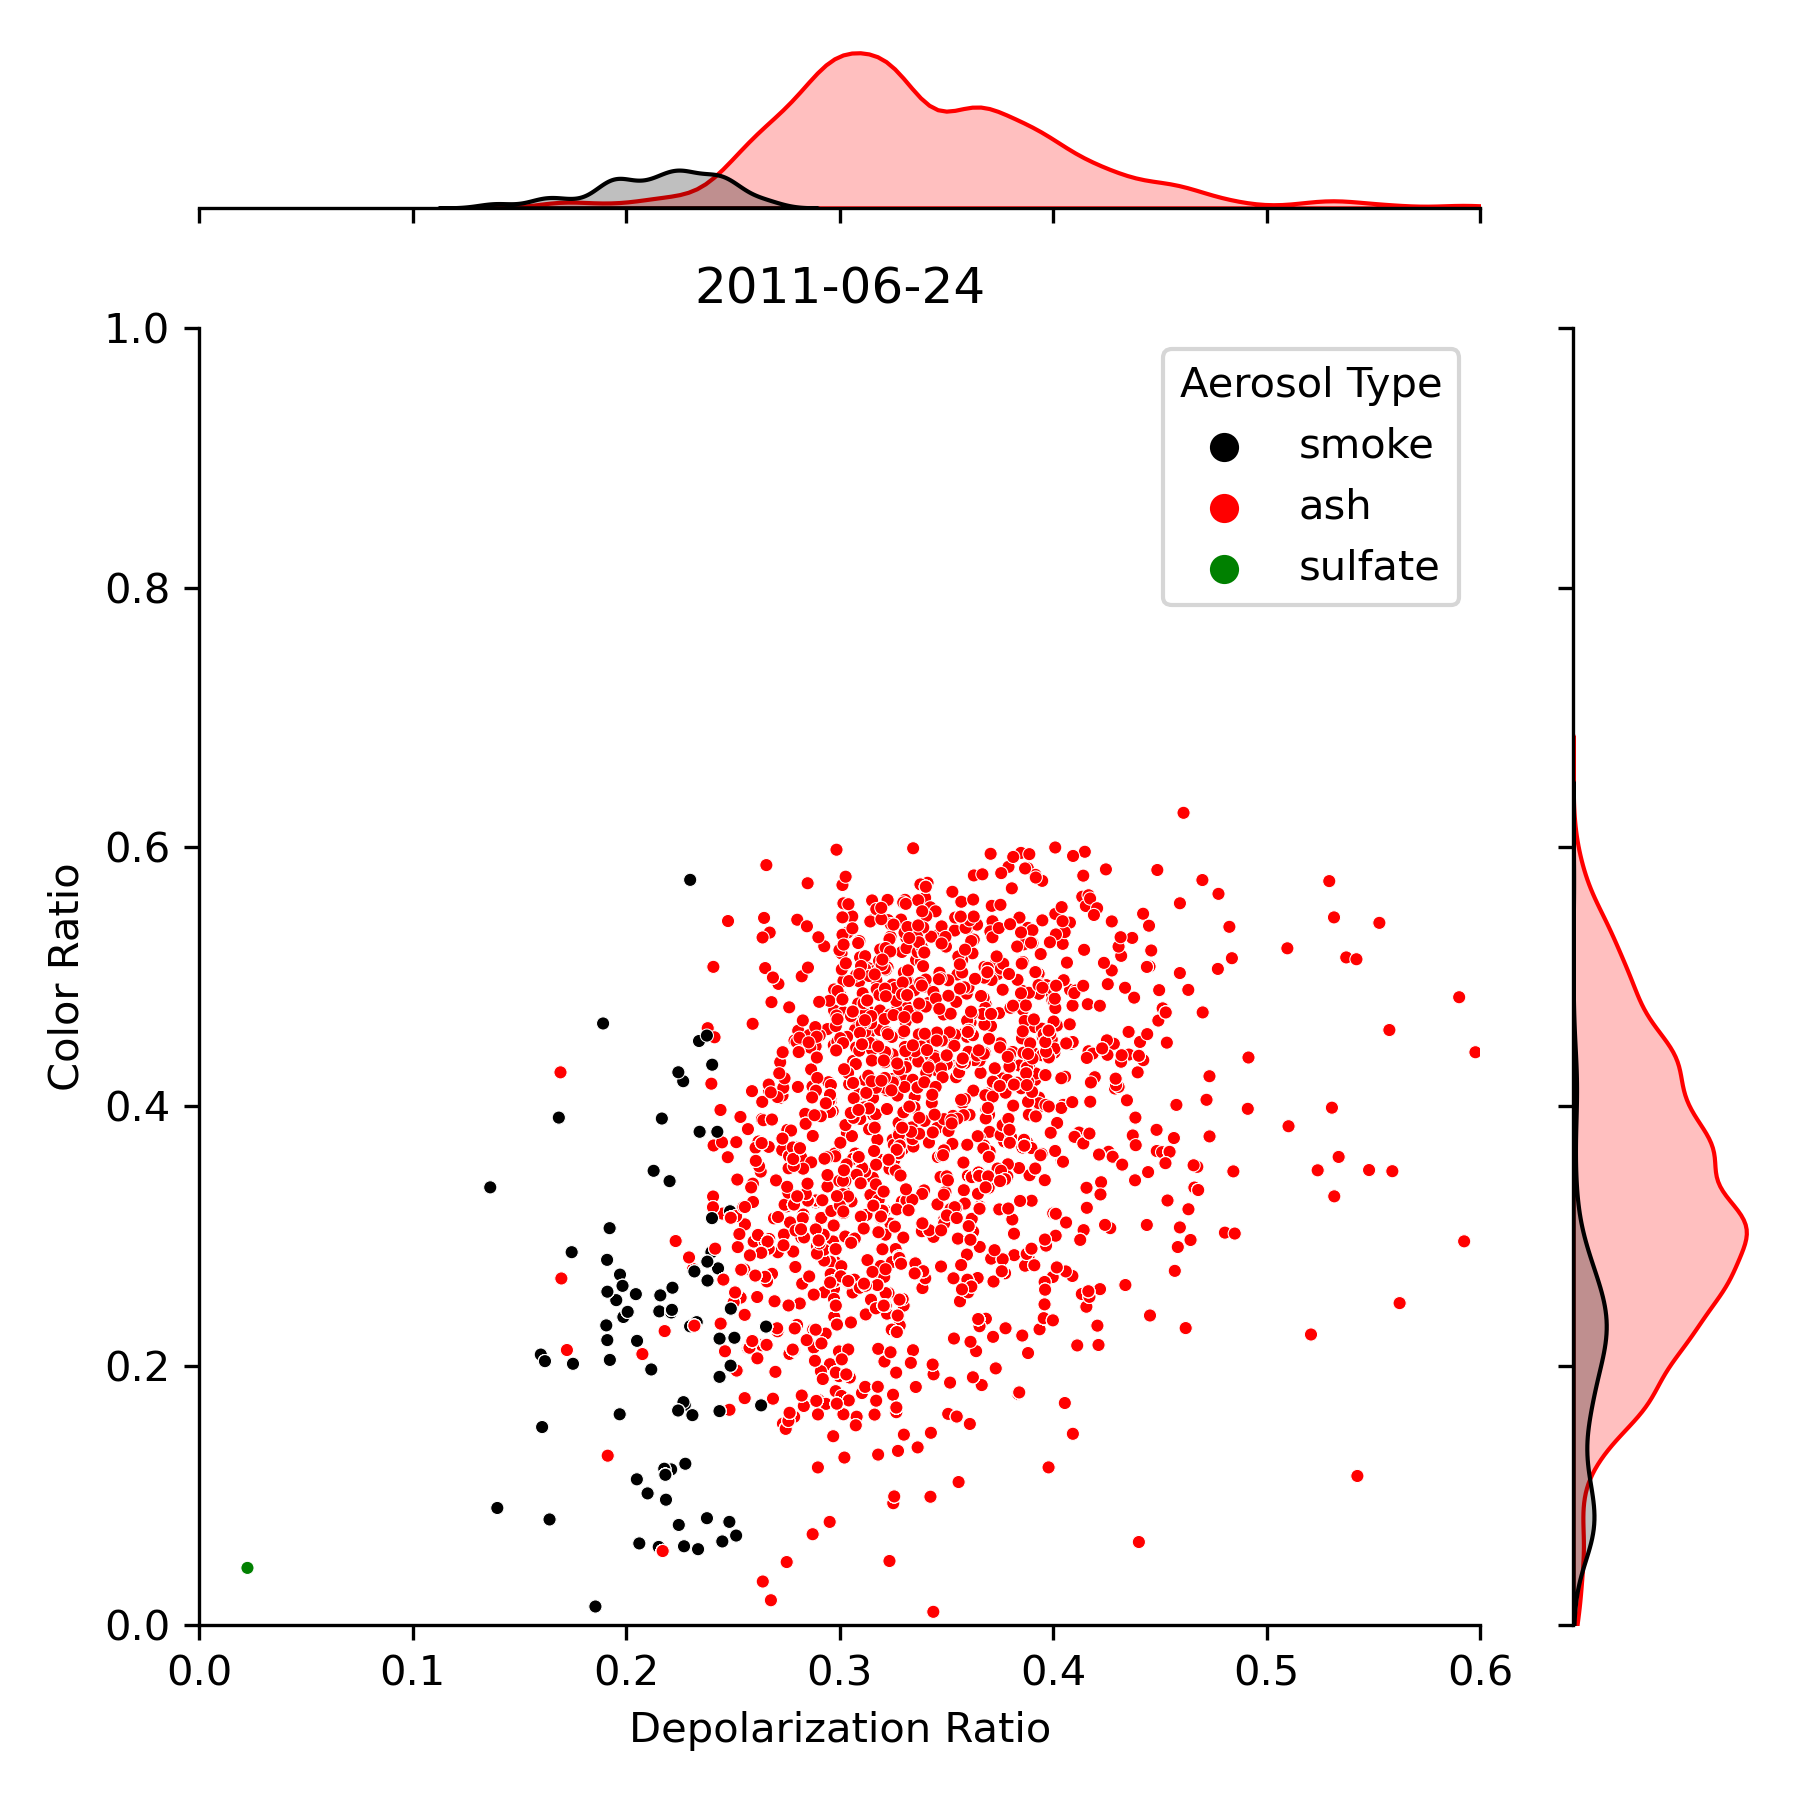 2011-06-24
Aerosol Type
smoke
ash
sulfate
1.0
0.8
0.6
0.4
0.2
0.0
Color Ratio
0.0 0.1 0.2 0.3 0.4 0.5 0.6
Depolarization Ratio